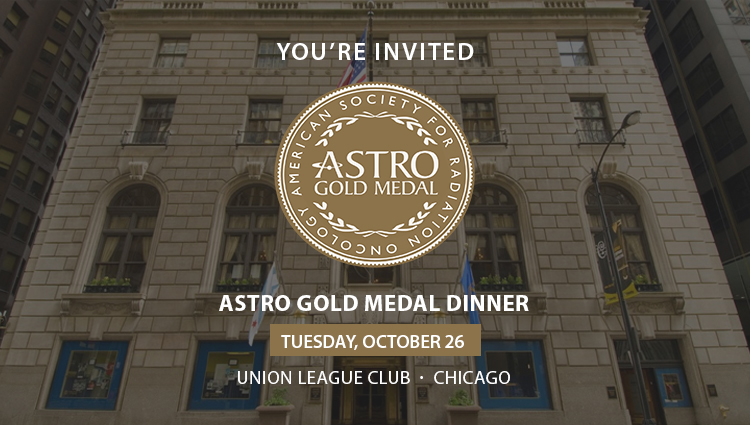 YOU'RE INVITED
AMERICAN SOCIETY FOR RADIATION ONCOLOGY
ASTRO
GOLD MEDAL
ASTRO GOLD MEDAL DINNER
TUESDAY, OCTOBER 26
UNION LEAGUE CLUB · CHICAGO